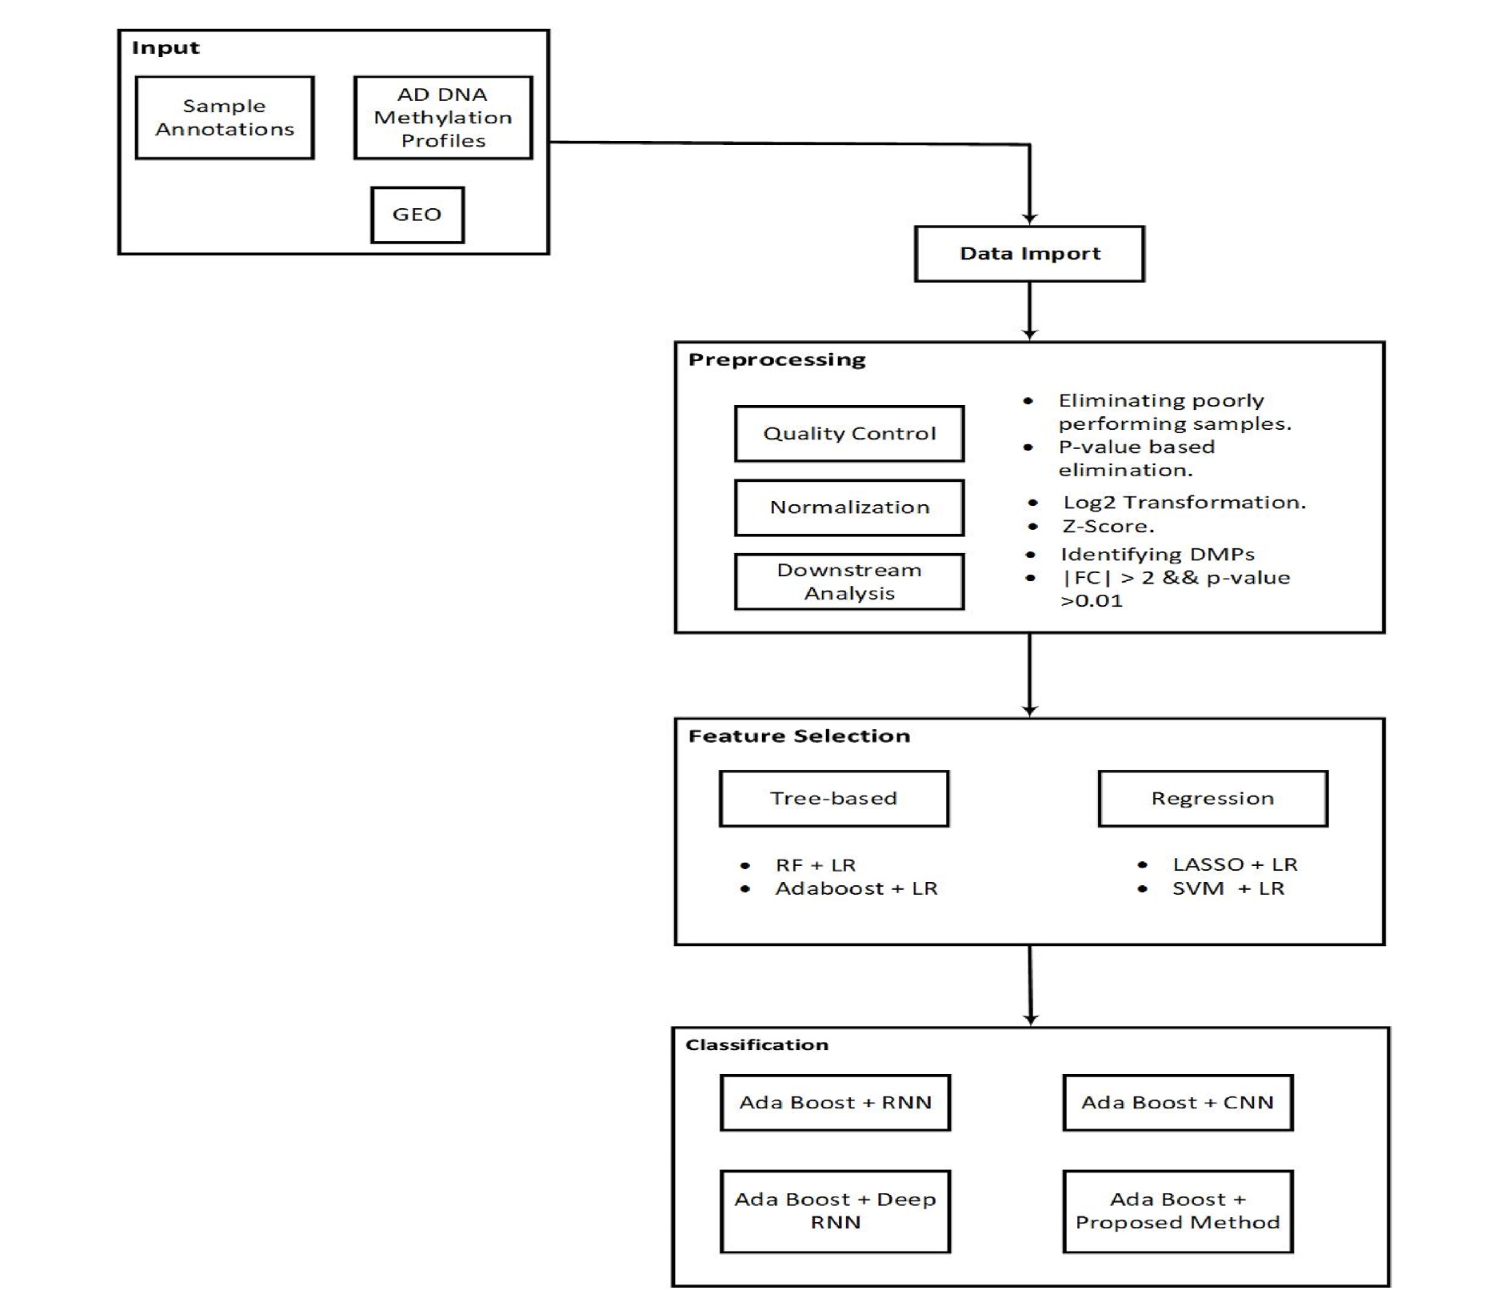 Input
Sample
Annotations
AD DNA
Methylation
Profiles
GEO
Data Import
Preprocessing
Quality Control
• Eliminating poorly
performing samples.
• P-value based
elimination.
Normalization
• Log2 Transformation.
• Z-Score.
Downstream
Analysis
• Identifying DMPs
• |FC| > 2 && p-value
>0.01
Feature Selection
Tree-based
• RF + LR
• Adaboost + LR
Regression
• LASSO + LR
• SVM + LR
Classification
Ada Boost + RNN
Ada Boost + CNN
Ada Boost + Deep
RNN
Ada Boost +
Proposed Method